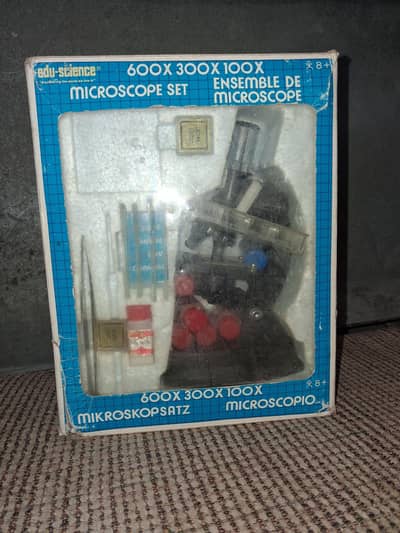 edu-science
600X 300X 100X
8+
MICROSCOPE SET
ENSEMBLE DE
MICROSCOPE
600X 300X 100X
8+
MIKROSKOPSATZ
MICROSCOPIO